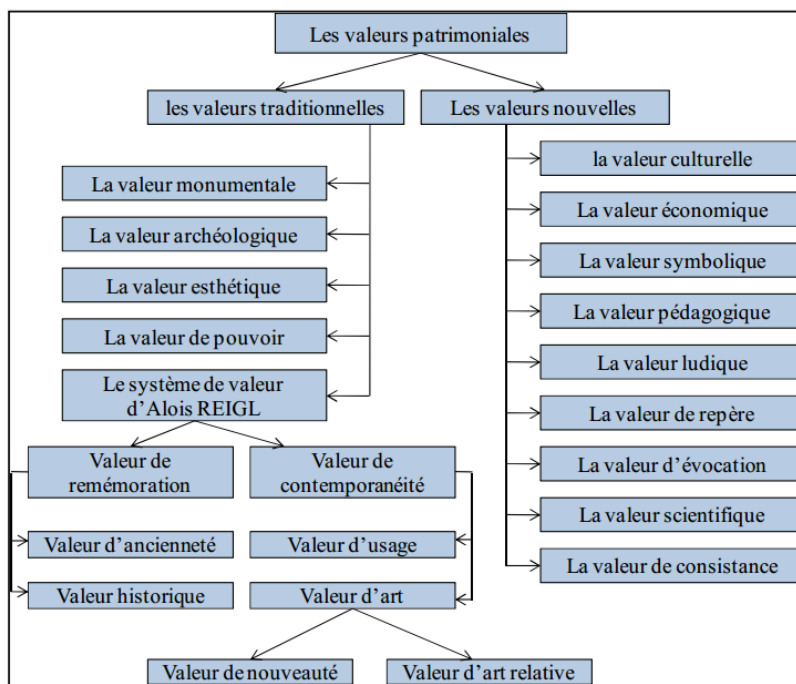 Les valeurs patrimoniales
les valeurs traditionnelles
Les valeurs nouvelles
La valeur monumentale
La valeur archéologique
La valeur esthétique
La valeur de pouvoir
Le système de valeur
d'Alois REIGL
Valeur de
remémoration
Valeur de
contemporanéité
Valeur d'ancienneté
Valeur d'usage
Valeur historique
Valeur d'art
Valeur de nouveauté
Valeur d'art relative
la valeur culturelle
La valeur économique
La valeur symbolique
La valeur pédagogique
La valeur ludique
La valeur de repère
La valeur d'évocation
La valeur scientifique
La valeur de consistance